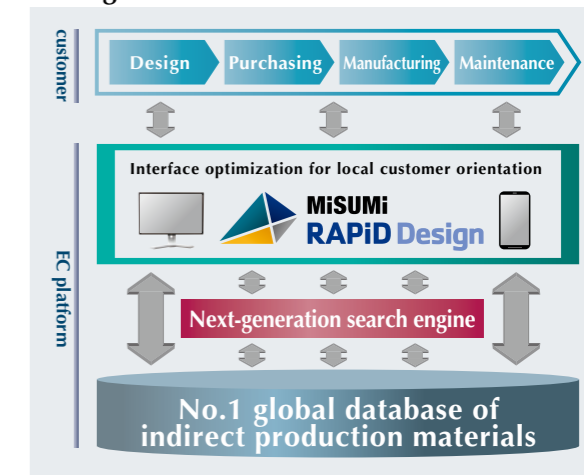 customer
Design
Purchasing
Manufacturing
Maintenance
EC platform
Interface optimization for local customer orientation
MiSUMi
RAPiD Design
Next-generation search engine
No.1 global database of
indirect production materials